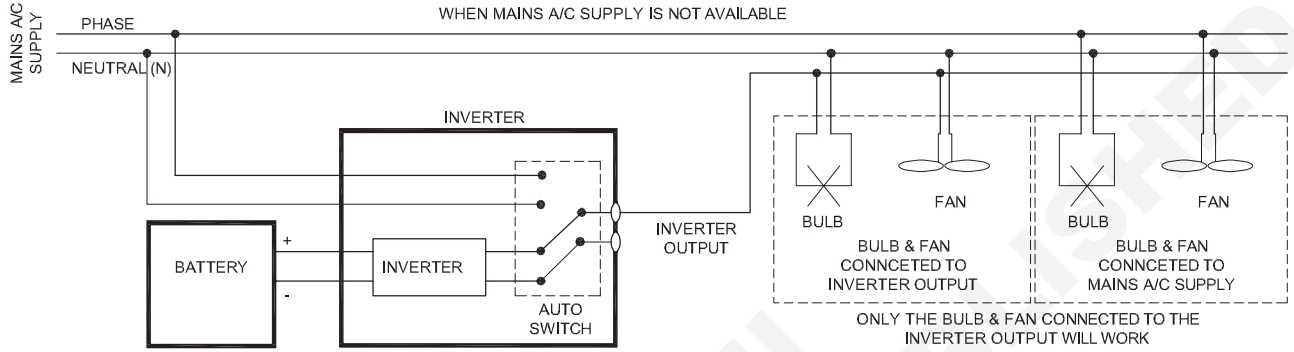 MAINS A/C
SUPPLY
PHASE
WHEN MAINS A/C SUPPLY IS NOT AVAILABLE
NEUTRAL (N)
INVERTER
BATTERY
+
-
INVERTER
AUTO
SWITCH
INVERTER
OUTPUT
BULB
FAN
BULB & FAN
CONNCETED TO
INVERTER OUTPUT
BULB
FAN
BULB & FAN
CONNCETED TO
MAINS A/C SUPPLY
ONLY THE BULB & FAN CONNECTED TO THE
INVERTER OUTPUT WILL WORK